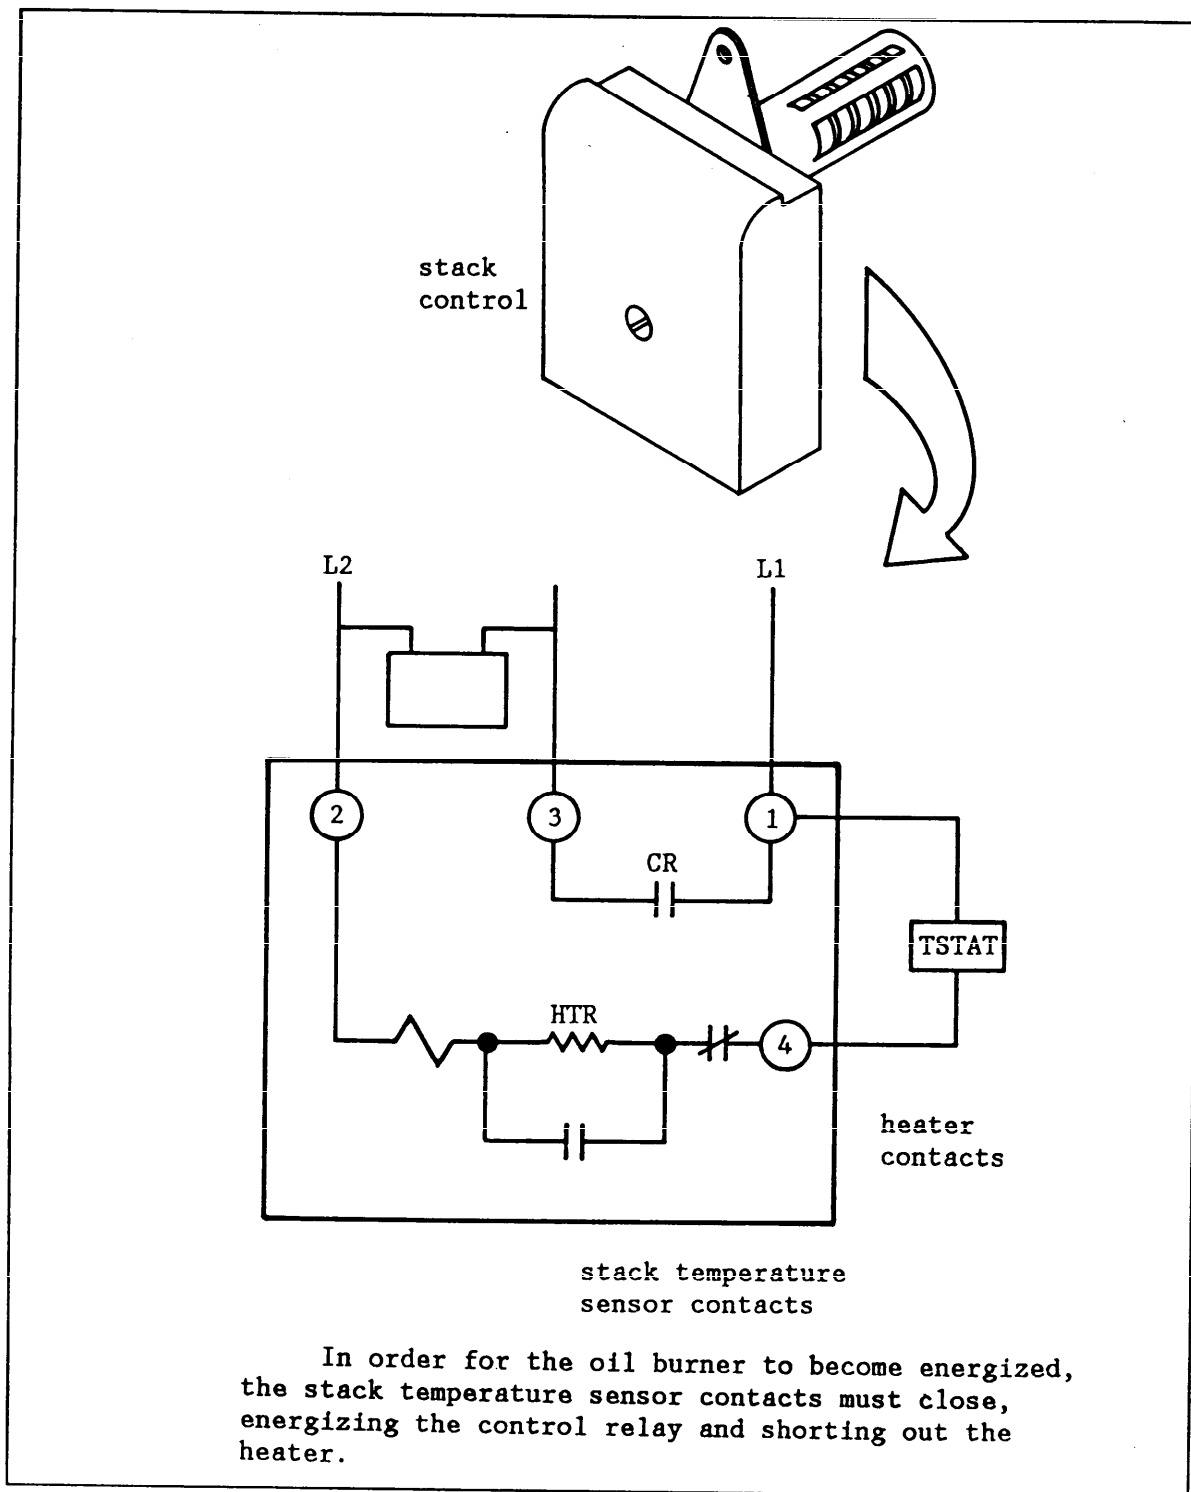 stack
control
L2
L1
2
3
1
CR
TSTAT
HTR
4
heater
contacts
stack temperature
sensor contacts
In order for the oil burner to become energized,
the stack temperature sensor contacts must close,
energizing the control relay and shorting out the
heater.